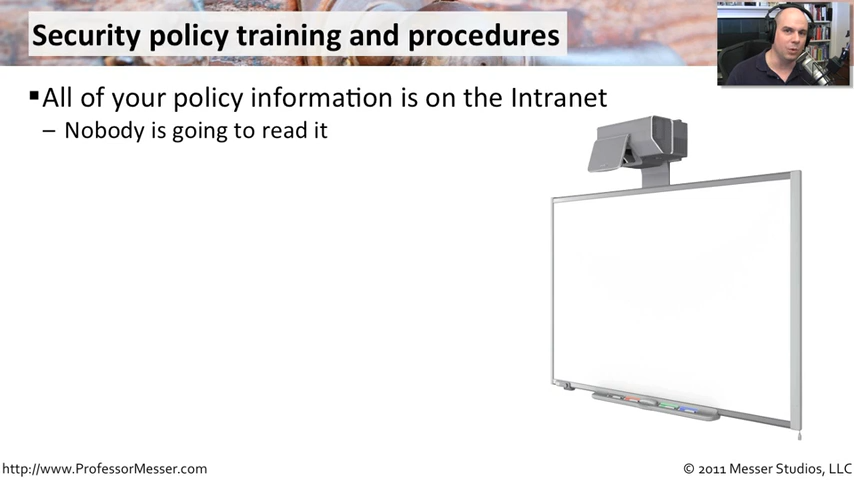 Security policy training and procedures
▪All of your policy information is on the Intranet
– Nobody is going to read it
http://www.ProfessorMesser.com
© 2011 Messer Studios, LLC